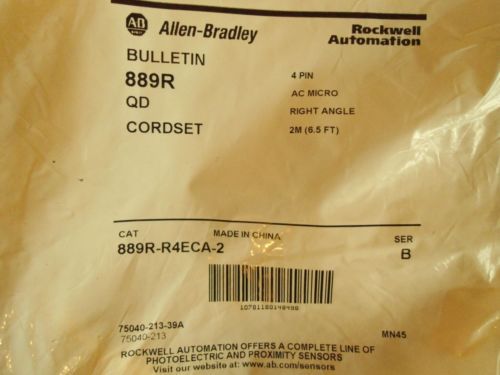 AB Allen-Bradley
Rockwell
Automation
BULLETIN
889R
QD
CORDSET
4 PIN
AC MICRO
RIGHT ANGLE
2M (6.5 FT)
CAT
MADE IN CHINA
SER
889R-R4ECA-2
B
75040-213-39A
75040-213
MN45
ROCKWELL AUTOMATION OFFERS A COMPLETE LINE OF
PHOTOELECTRIC AND PROXIMITY SENSORS
Visit our website at: www.ab.com/sensors